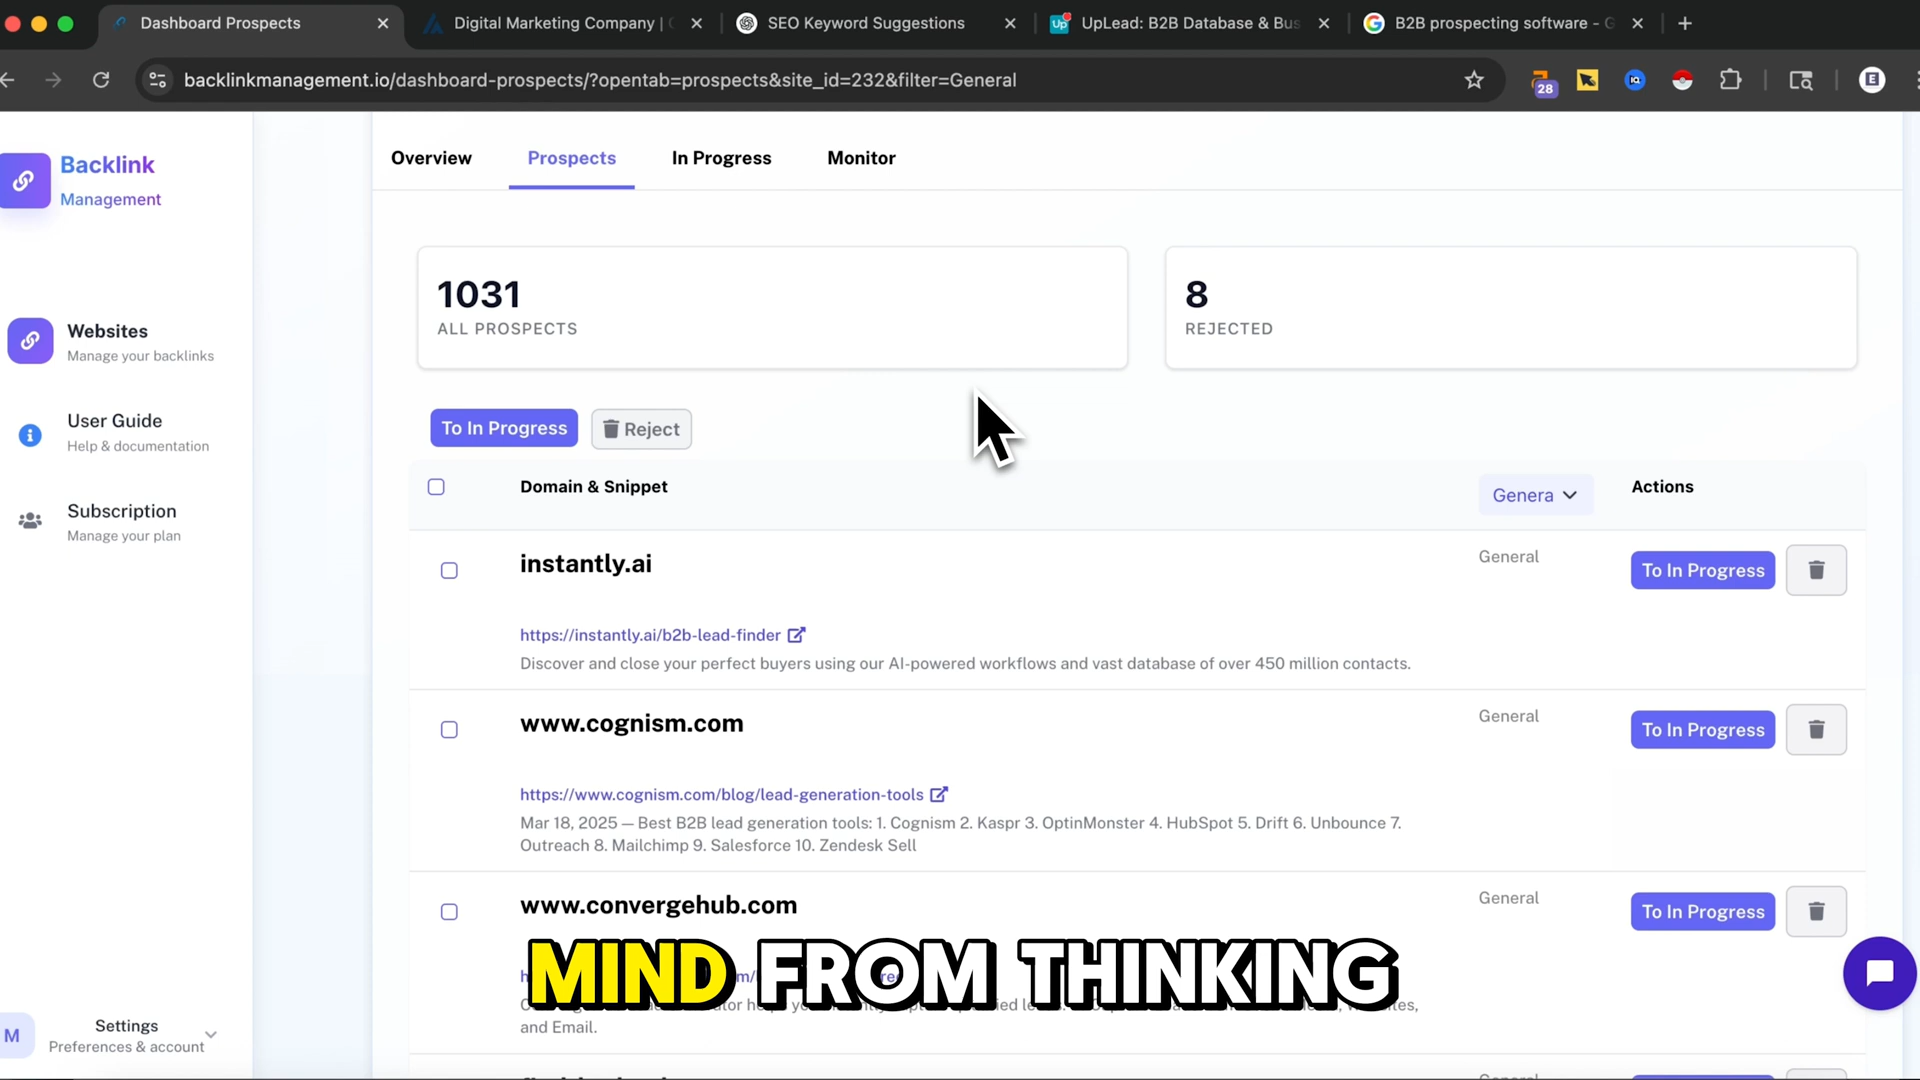 Dashboard Prospects
Digital Marketing Company |
SEO Keyword Suggestions
UpLead: B2B Database & Bus
B2B prospecting software - G
backlinkmanagement.io/dashboard-prospects/?opentab=prospects&site_id=232&filter=General
28
E
Backlink
Management
Overview
Prospects
In Progress
Monitor
1031
ALL PROSPECTS
8
REJECTED
Websites
Manage your backlinks
User Guide
Help & documentation
Subscription
Manage your plan
To In Progress
Reject
Domain & Snippet
Genera
Actions
instantly.ai
General
To In Progress
https://instantly.ai/b2b-lead-finder
Discover and close your perfect buyers using our AI-powered workflows and vast database of over 450 million contacts.
www.cognism.com
General
To In Progress
https://www.cognism.com/blog/lead-generation-tools
Mar 18, 2025 — Best B2B lead generation tools: 1. Cognism 2. Kaspr 3. OptinMonster 4. HubSpot 5. Drift 6. Unbounce 7.
Outreach 8. Mailchimp 9. Salesforce 10. Zendesk Sell
www.convergehub.com
General
To In Progress
MIND FROM THINKING
and Email.
M
Settings
Preferences & account